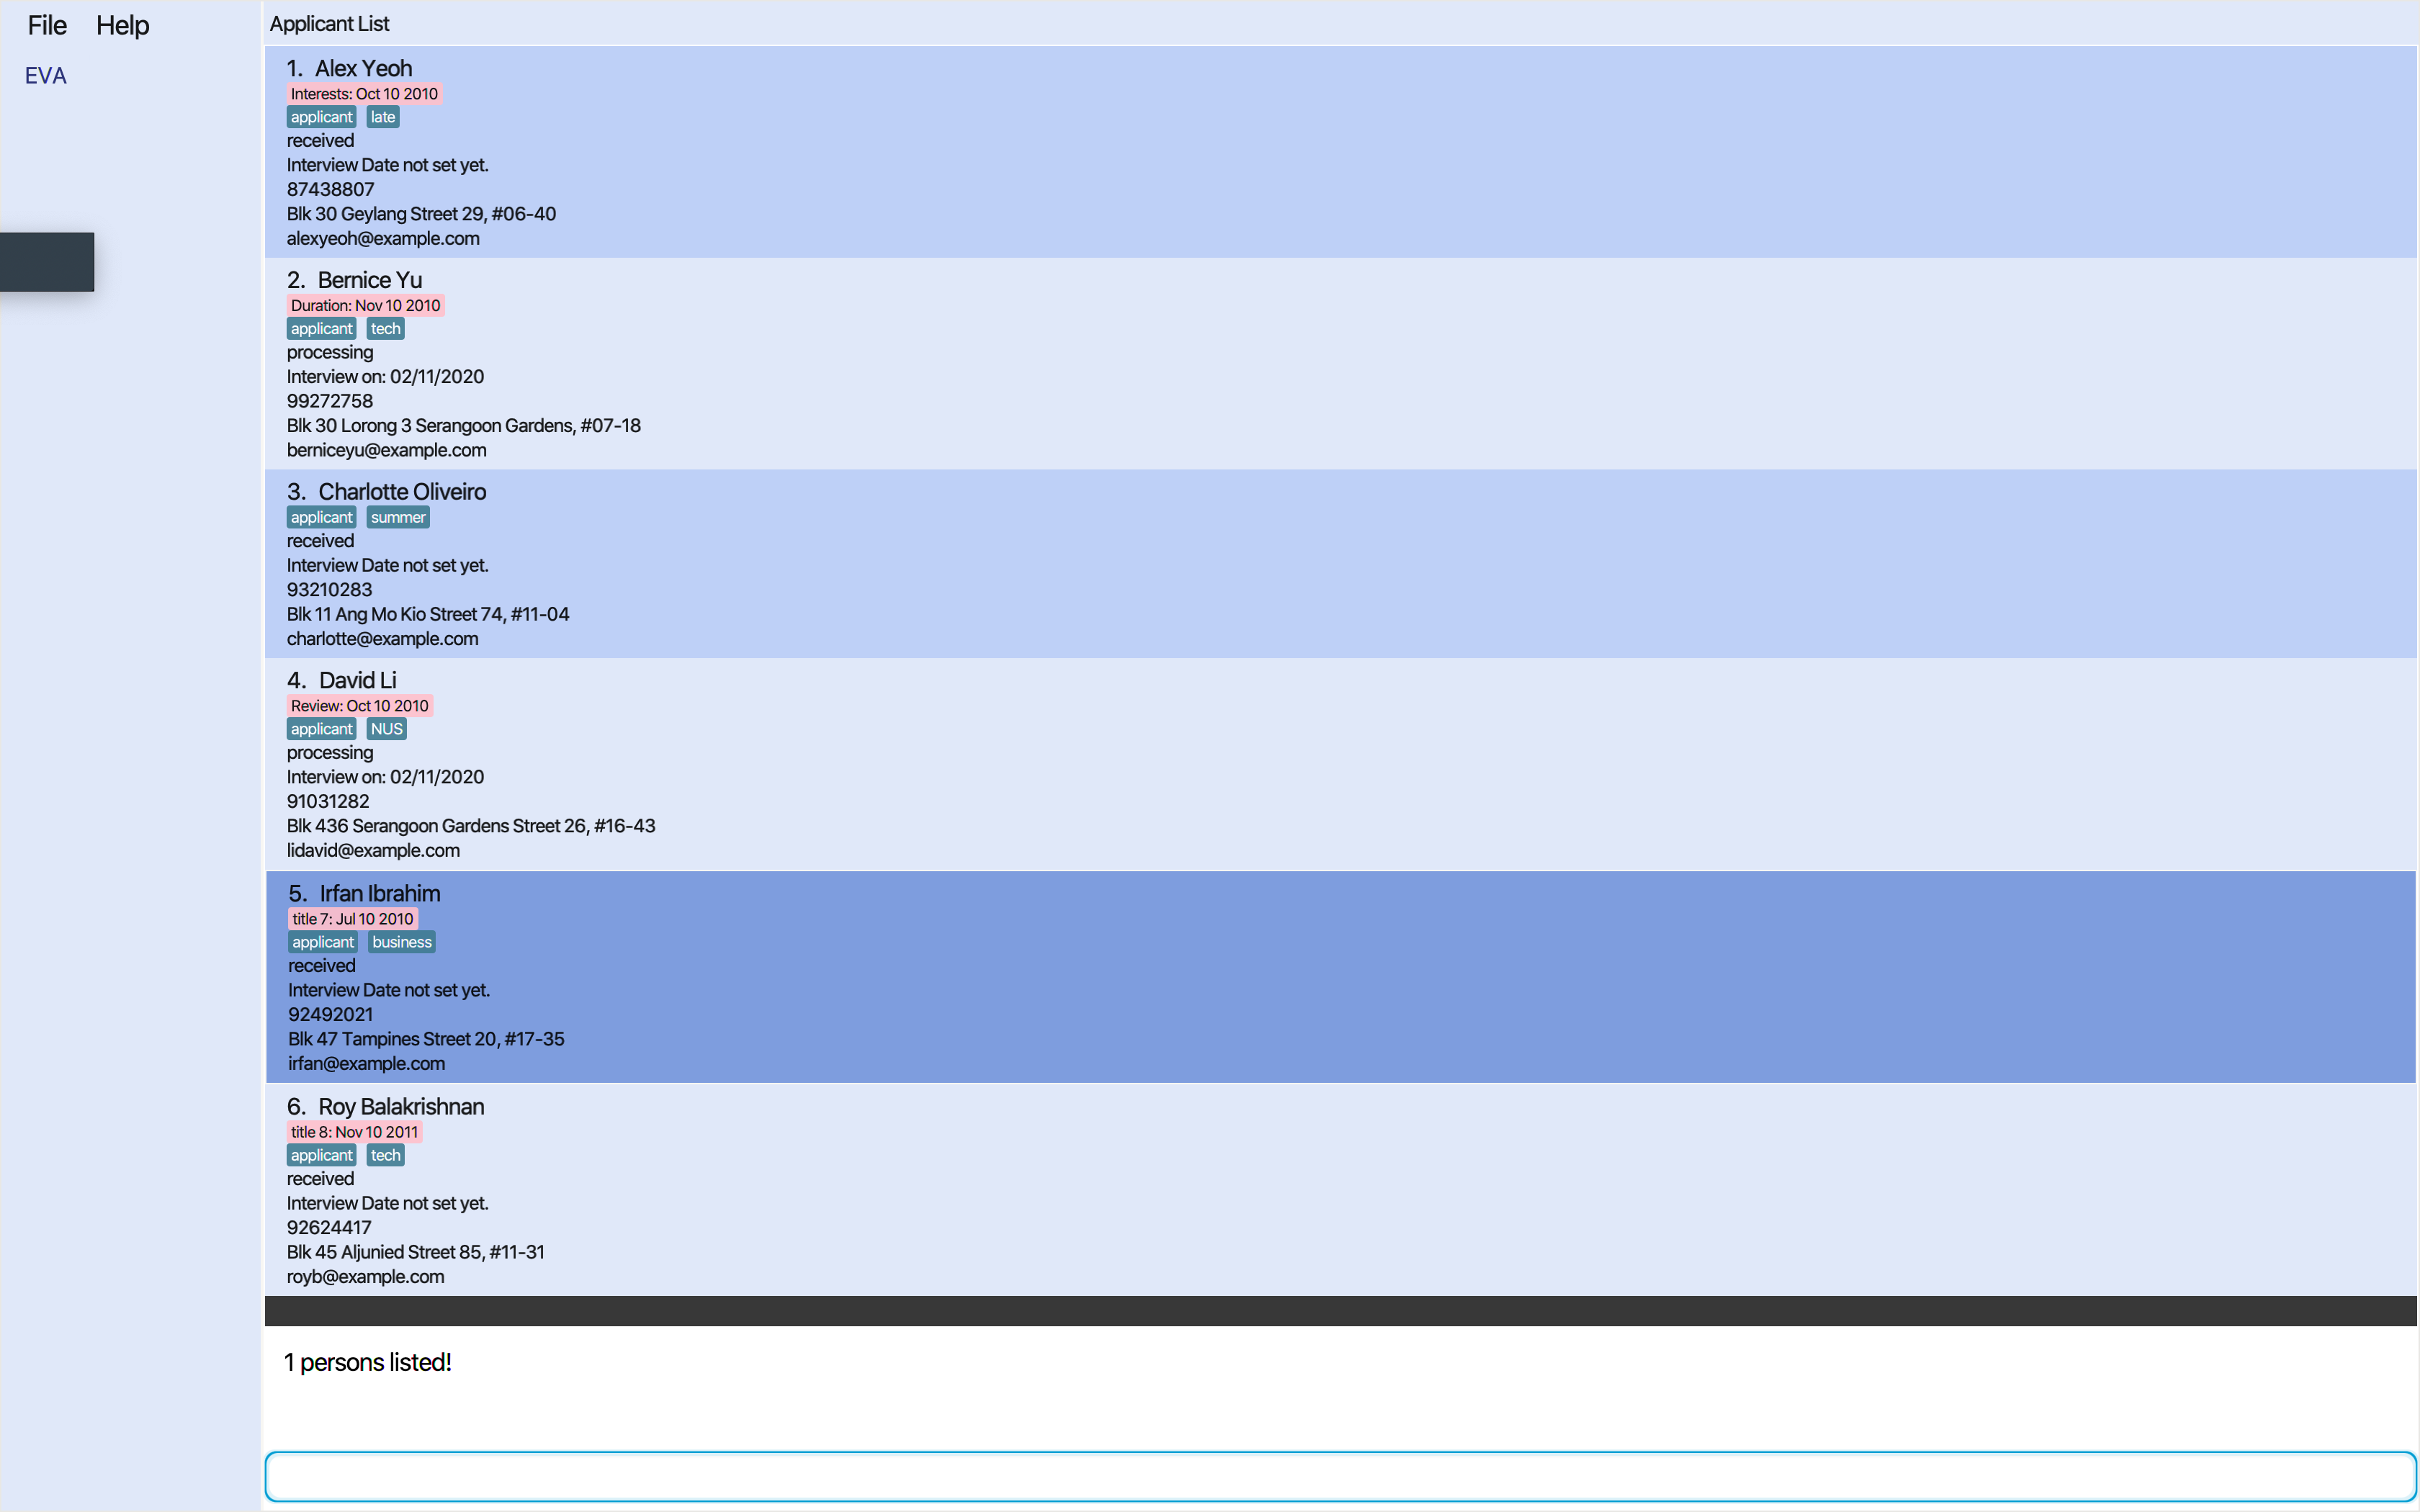 File Help
EVA
Applicant List
1. Alex Yeoh
Interests: Oct 10 2010
applicant late
received
Interview Date not set yet.
87438807
Blk 30 Geylang Street 29, #06-40
alexyeoh@example.com
2. Bernice Yu
Duration: Nov 10 2010
applicant tech
processing
Interview on: 02/11/2020
99272758
Blk 30 Lorong 3 Serangoon Gardens, #07-18
berniceyu@example.com
3. Charlotte Oliveiro
applicant summer
received
Interview Date not set yet.
93210283
Blk 11 Ang Mo Kio Street 74, #11-04
charlotte@example.com
4. David Li
Review: Oct 10 2010
applicant NUS
processing
Interview on: 02/11/2020
91031282
Blk 436 Serangoon Gardens Street 26, #16-43
lidavid@example.com
5. Irfan Ibrahim
title 7: Jul 10 2010
applicant business
received
Interview Date not set yet.
92492021
Blk 47 Tampines Street 20, #17-35
irfan@example.com
6. Roy Balakrishnan
title 8: Nov 10 2011
applicant tech
received
Interview Date not set yet.
92624417
Blk 45 Aljunied Street 85, #11-31
royb@example.com
1 persons listed!